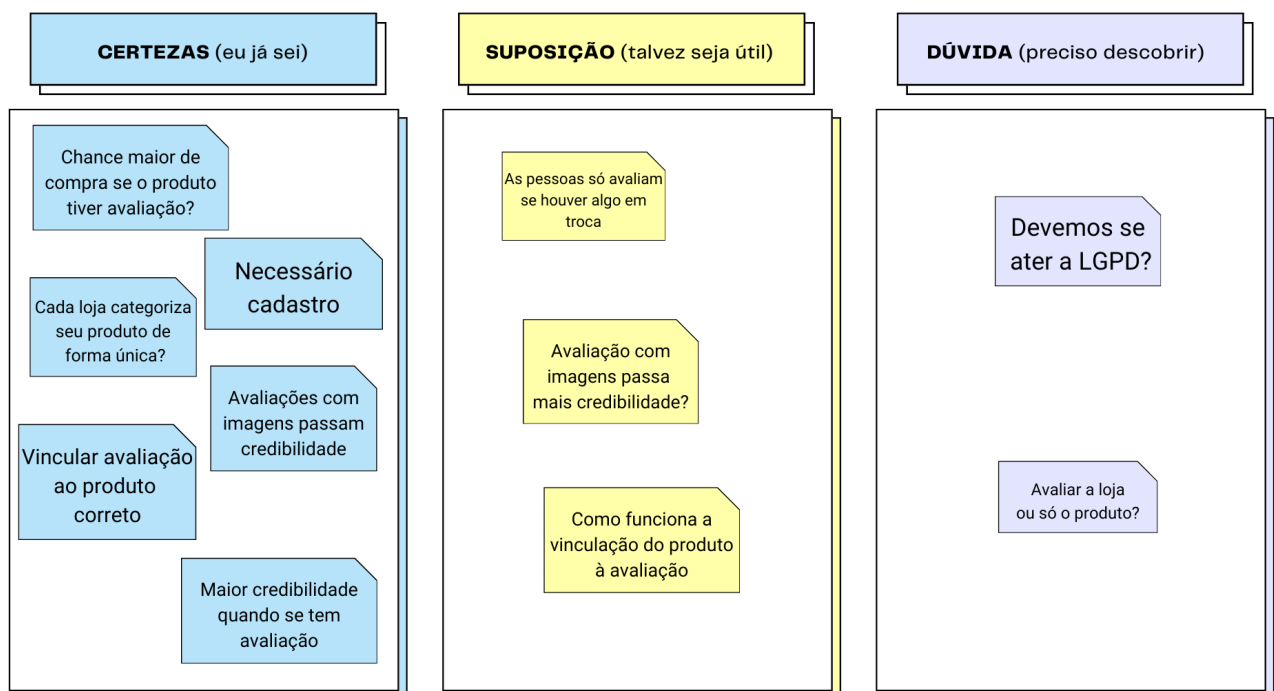 CERTEZAS (eu já sei)
Chance maior de
compra se o produto
tiver avaliação?
Necessário
cadastro
Cada loja categoriza
seu produto de
forma única?
Avaliações com
imagens passam
credibilidade
Vincular avaliação
ao produto
correto
Maior credibilidade
quando se tem
avaliação
SUPOSIÇÃO (talvez seja útil)
As pessoas só avaliam
se houver algo em
troca
Avaliação com
imagens passa
mais credibilidade?
Como funciona a
vinculação do produto
à avaliação
DÚVIDA (preciso descobrir)
Devemos se
ater a LGPD?
Avaliar a loja
ou só o produto?